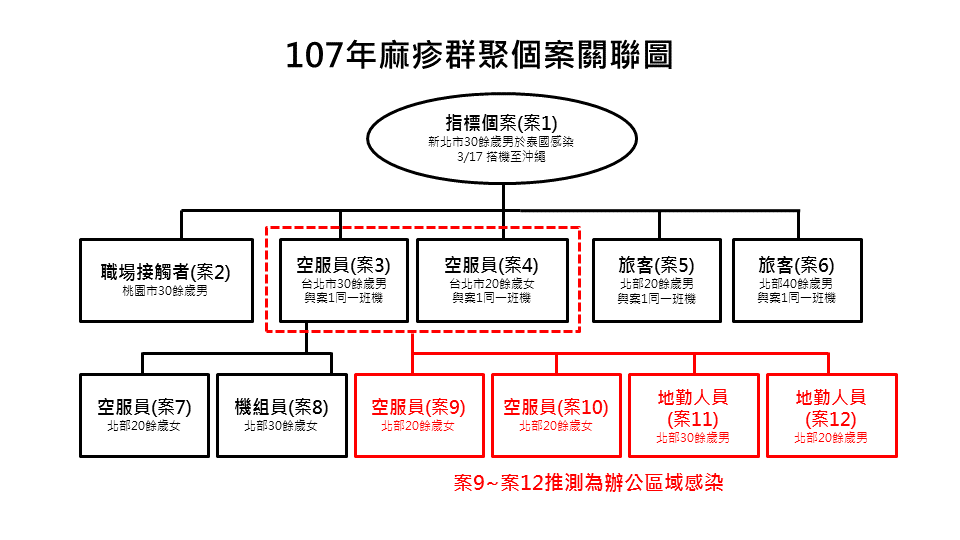 107年麻疹群聚個案關聯圖
指標個案(案1)
新北市30餘歲男於泰國感染
3/17 搭機至沖繩
職場接觸者(案2)
桃園市30餘歲男
空服員(案3)
台北市30餘歲男
與案1同一班機
空服員(案4)
台北市20餘歲女
與案1同一班機
旅客(案5)
北部20餘歲男
與案1同一班機
旅客(案6)
北部40餘歲男
與案1同一班機
空服員(案7)
北部20餘歲女
機組員(案8)
北部30餘歲女
空服員(案9)
北部20餘歲女
空服員(案10)
北部20餘歲女
地勤人員
(案11)
北部30餘歲男
地勤人員
(案12)
北部20餘歲男
案9~案12推測為辦公區域感染